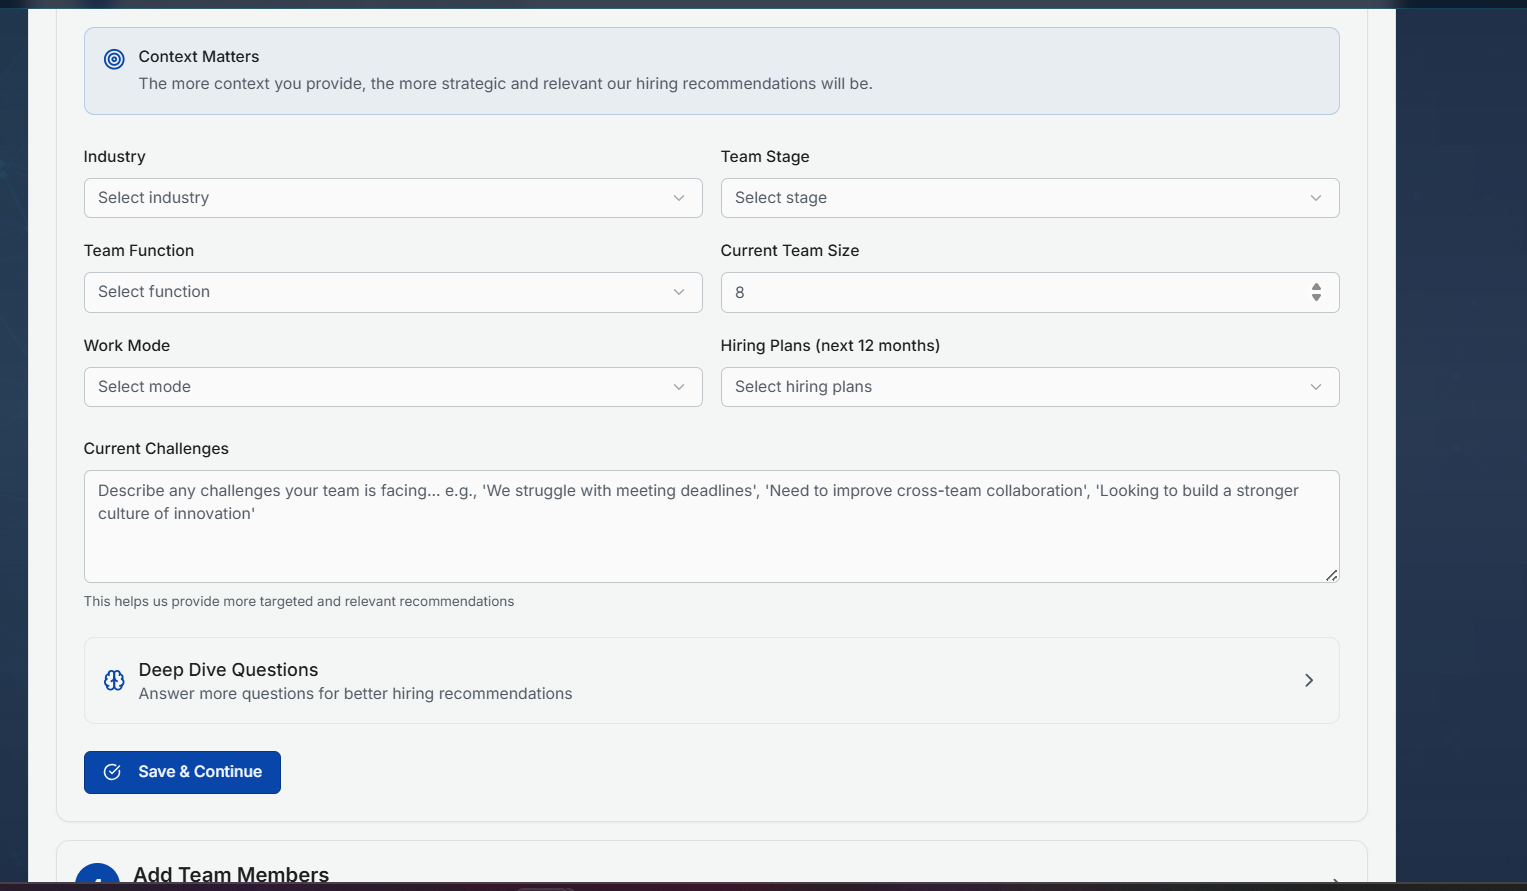 Context Matters
The more context you provide, the more strategic and relevant our hiring recommendations will be.
Industry
Select industry
Team Stage
Select stage
Team Function
Select function
Current Team Size
8
Work Mode
Select mode
Hiring Plans (next 12 months)
Select hiring plans
Current Challenges
Describe any challenges your team is facing... e.g., 'We struggle with meeting deadlines', 'Need to improve cross-team collaboration', 'Looking to build a stronger
culture of innovation'
This helps us provide more targeted and relevant recommendations
Deep Dive Questions
Answer more questions for better hiring recommendations
Save & Continue
Add Team Members